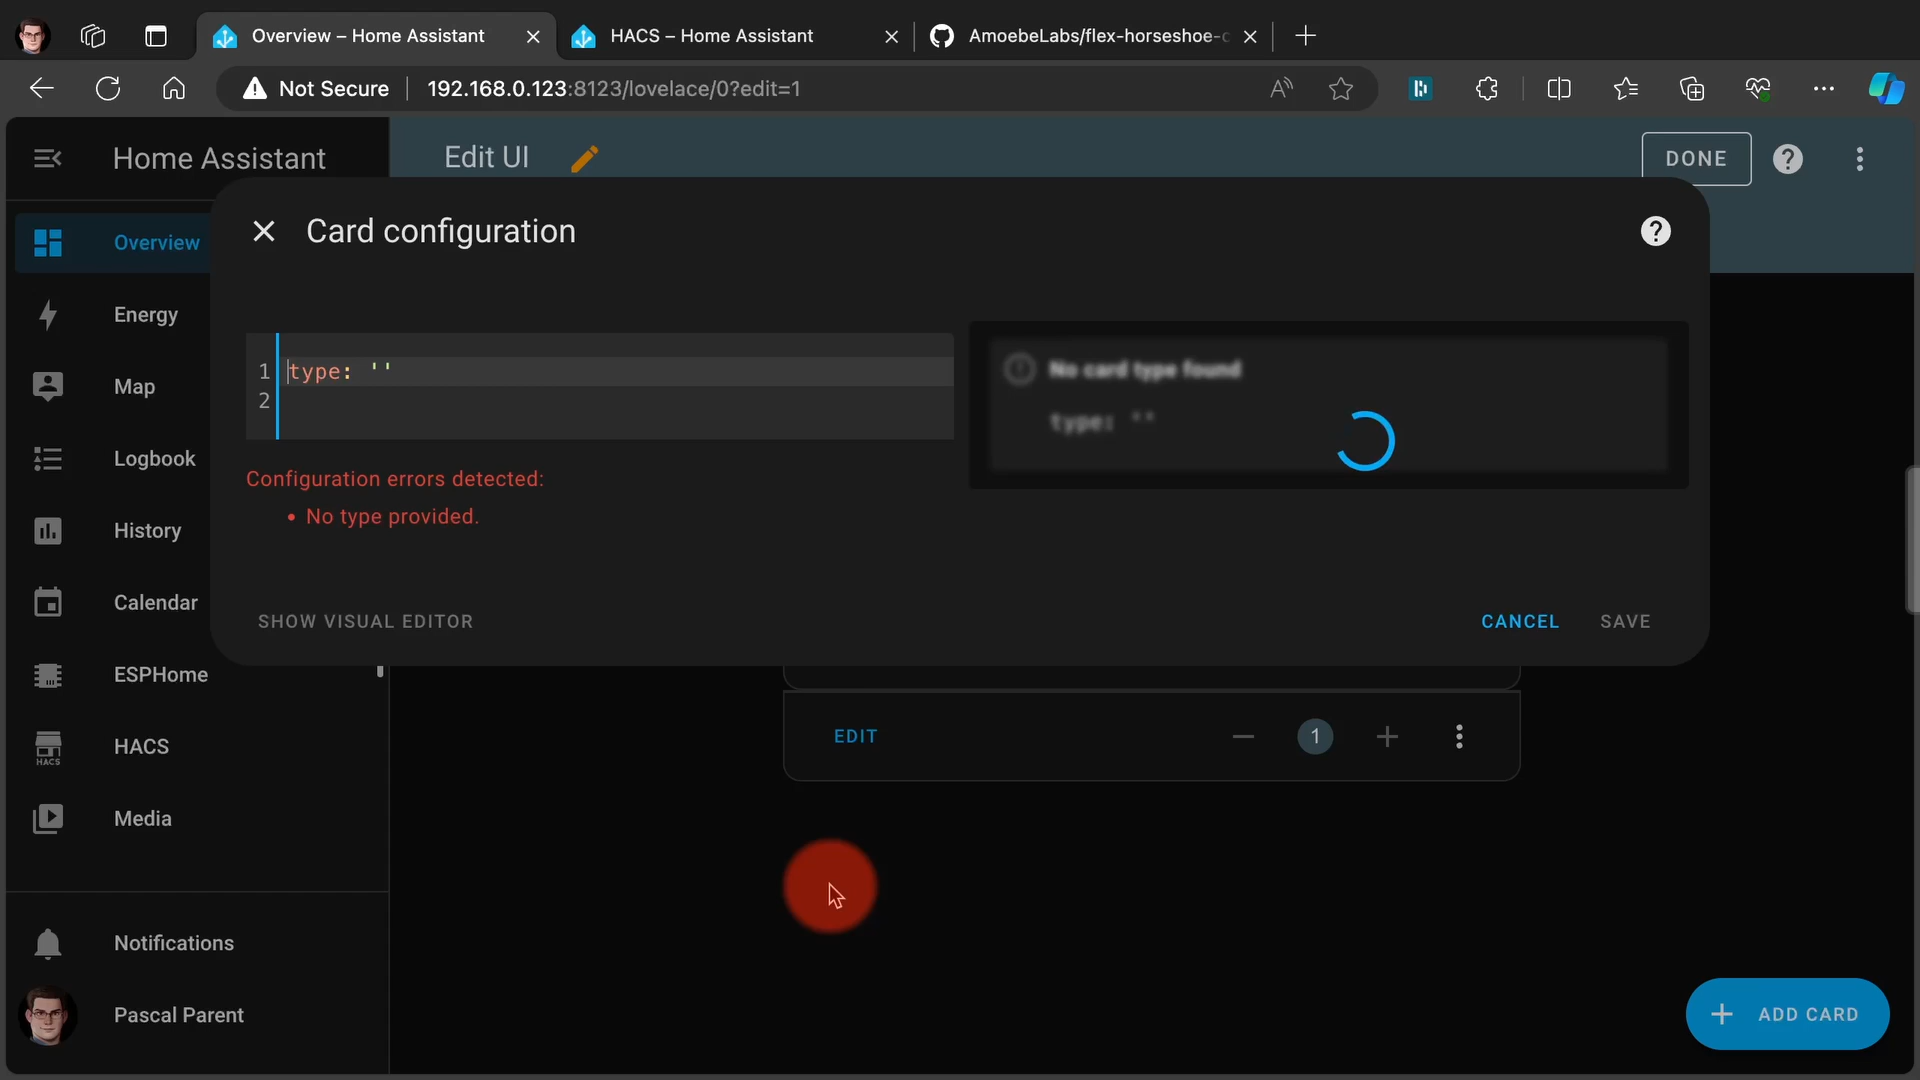 Overview – Home Assistant
HACS – Home Assistant
AmoebeLabs/flex-horseshoe-c
Not Secure
192.168.0.123:8123/lovelace/0?edit=1
Home Assistant
Edit UI
DONE
Card configuration
Overview
Energy
Map
Logbook
History
Calendar
ESPHome
HACS
HACS
Media
Notifications
Pascal Parent
1
type: ''
2
No card type found
type: ''
Configuration errors detected:
• No type provided.
SHOW VISUAL EDITOR
CANCEL
SAVE
EDIT
1
ADD CARD